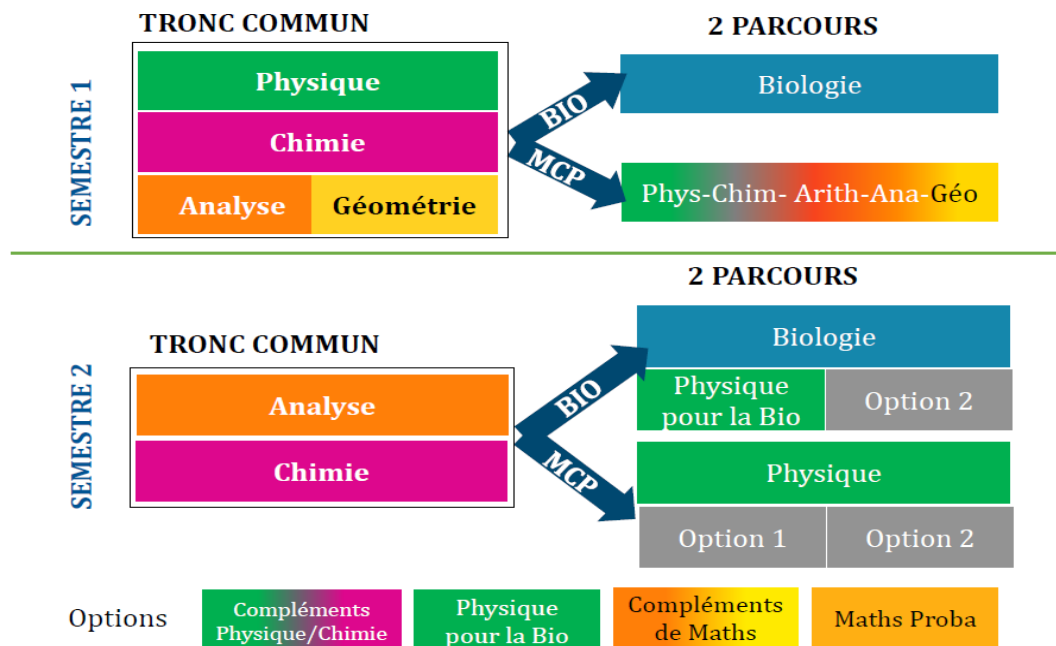 TRONC COMMUN
2 PARCOURS
SEMESTRE 1
Physique
Chimie
Analyse
Géométrie
BIO
MCP
Biologie
Phys-Chim- Arith-Ana-Géo
2 PARCOURS
SEMESTRE 2
TRONC COMMUN
Analyse
Chimie
BIO
MCP
Biologie
Physique
pour la Bio
Option 2
Physique
Option 1
Option 2
Options
Compléments
Physique/Chimie
Physique
pour la Bio
Compléments
de Maths
Maths Proba